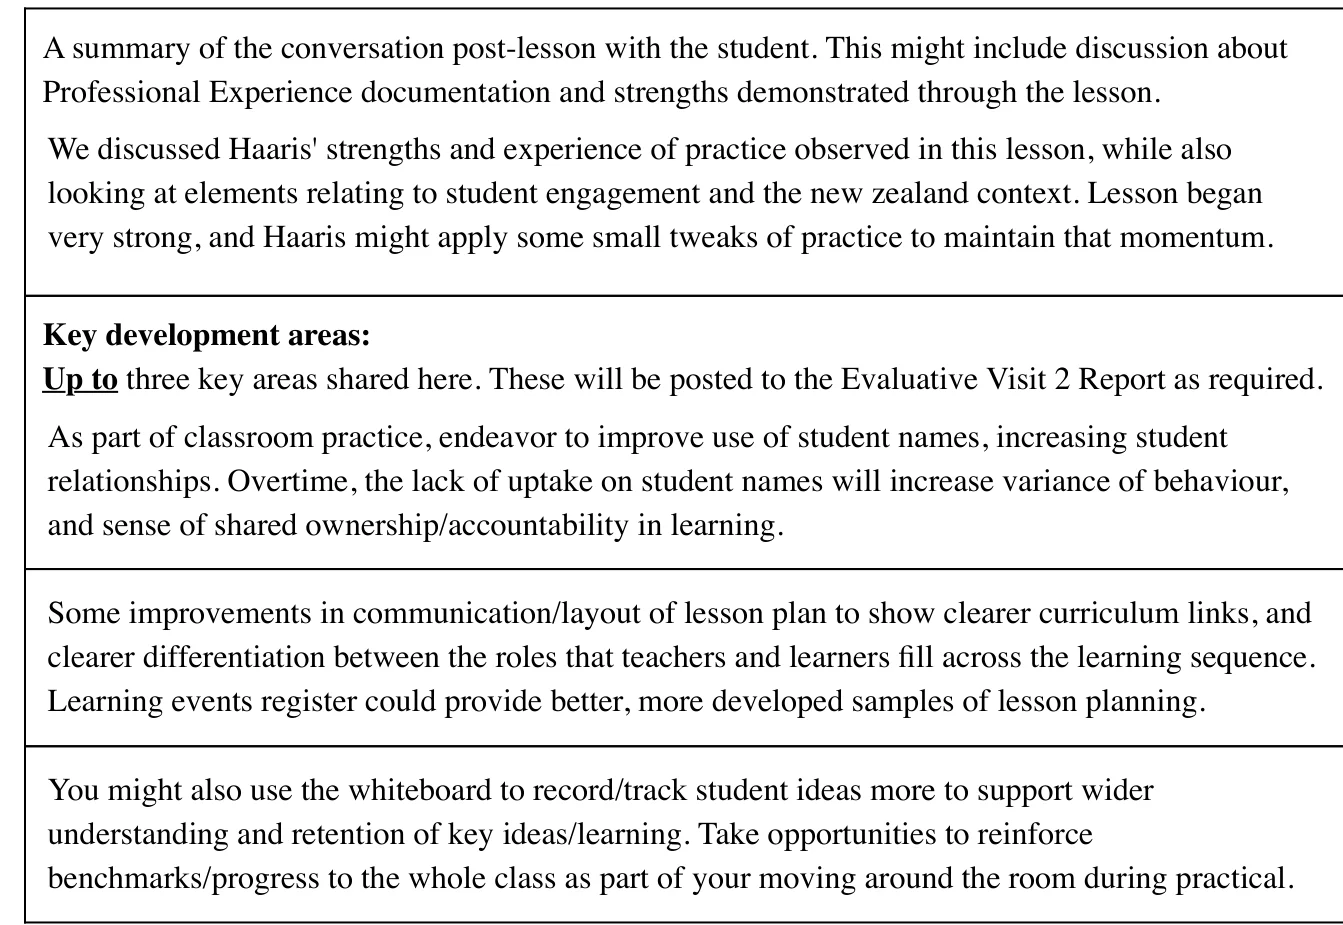 A summary of the conversation post-lesson with the student. This might include discussion about
Professional Experience documentation and strengths demonstrated through the lesson.
We discussed Haaris' strengths and experience of practice observed in this lesson, while also
looking at elements relating to student engagement and the new zealand context. Lesson began
very strong, and Haaris might apply some small tweaks of practice to maintain that momentum.
Key development areas:
Up to three key areas shared here. These will be posted to the Evaluative Visit 2 Report as required.
As part of classroom practice, endeavor to improve use of student names, increasing student
relationships. Overtime, the lack of uptake on student names will increase variance of behaviour,
and sense of shared ownership/accountability in learning.
Some improvements in communication/layout of lesson plan to show clearer curriculum links, and
clearer differentiation between the roles that teachers and learners fill across the learning sequence.
Learning events register could provide better, more developed samples of lesson planning.
You might also use the whiteboard to record/track student ideas more to support wider
understanding and retention of key ideas/learning. Take opportunities to reinforce
benchmarks/progress to the whole class as part of your moving around the room during practical.